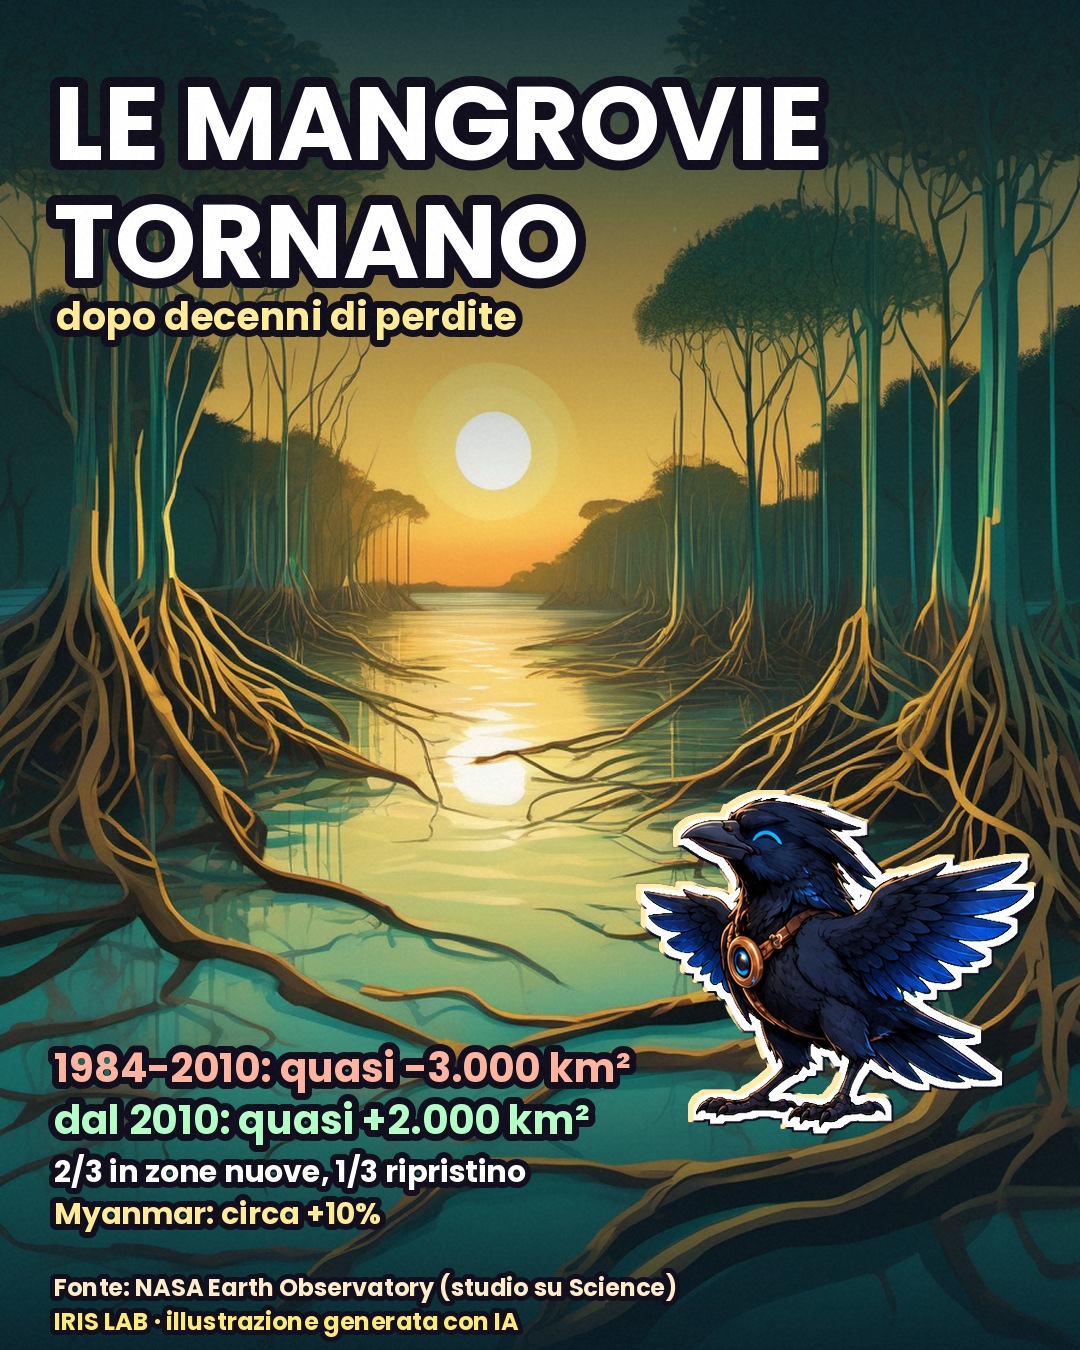 LE MANGROVIE
TORNANO
dopo decenni di perdite
1984-2010: quasi -3.000 km²
dal 2010: quasi +2.000 km²
2/3 in zone nuove, 1/3 ripristino
Myanmar: circa +10%
Fonte: NASA Earth Observatory (studio su Science)
IRIS LAB · illustrazione generata con IA